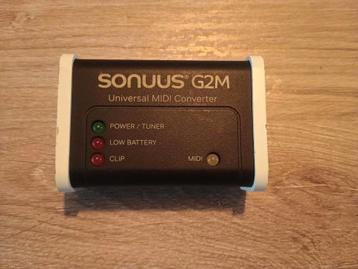 sonuus® G2M
Universal MIDI Converter
POWER / TUNER
LOW BATTERY
CLIP
MIDI